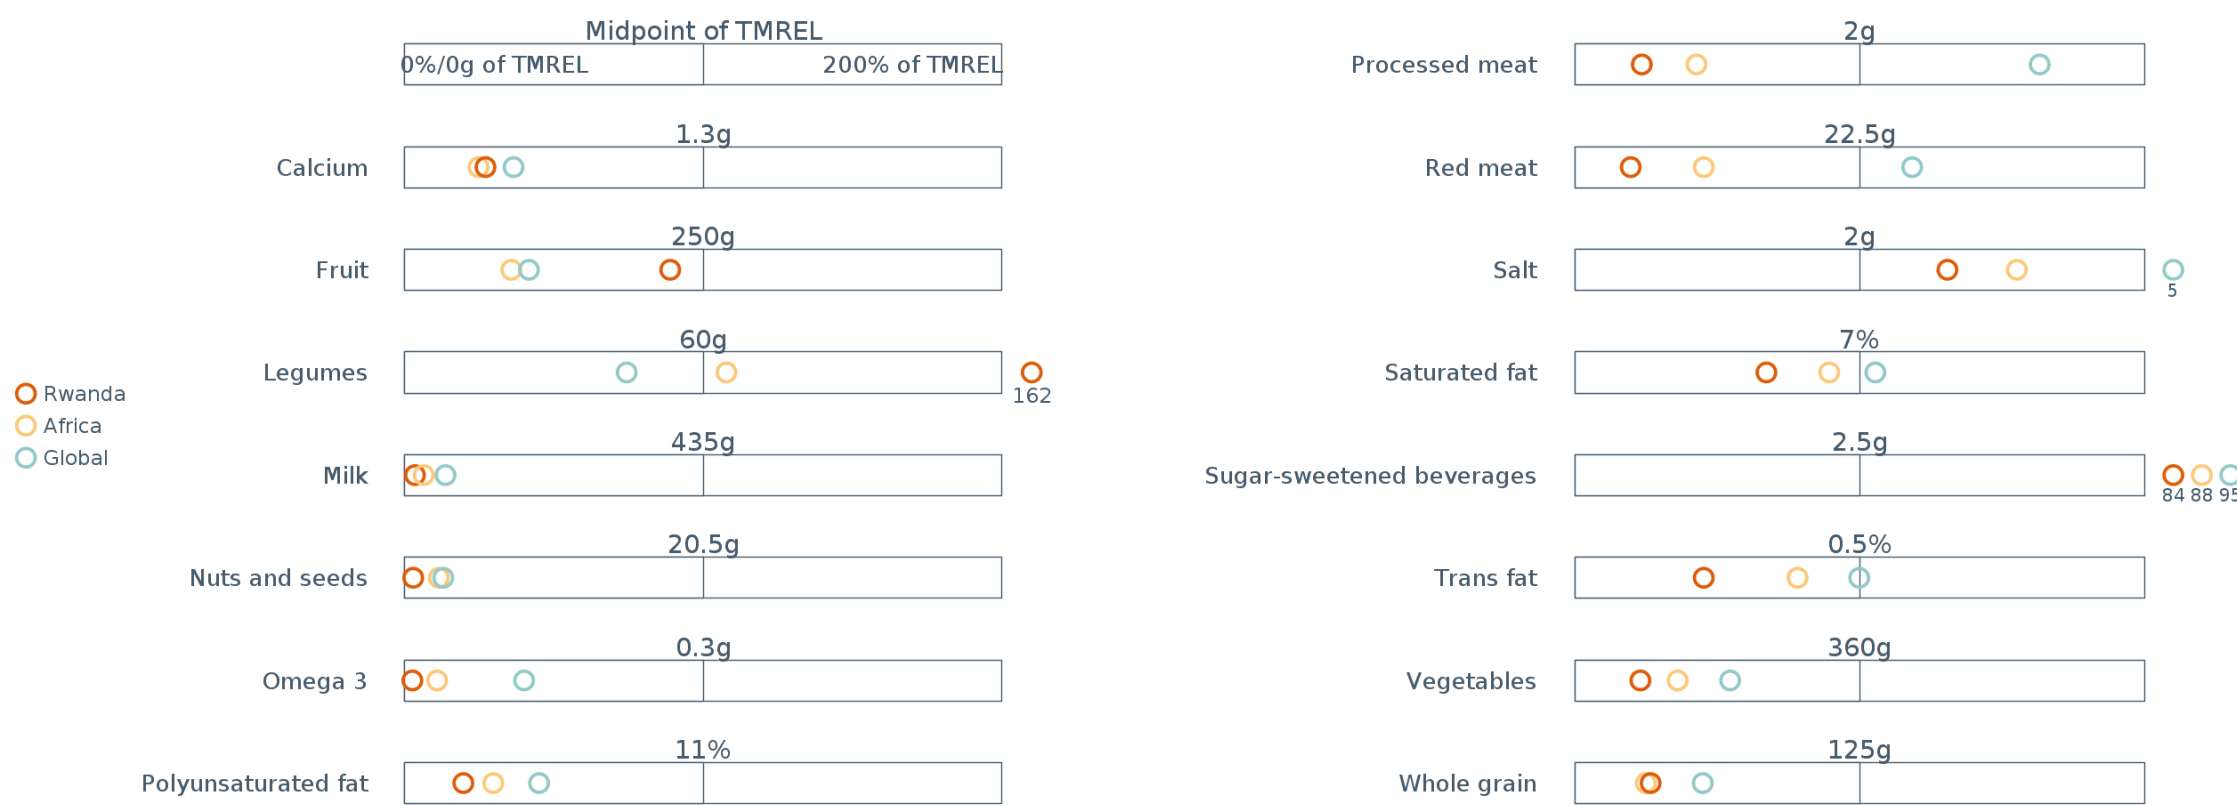 Midpoint of TMREL
0%/0g of TMREL
200% of TMREL
1.3g
Calcium
250g
Fruit
60g
Legumes
162
435g
Milk
20.5g
Nuts and seeds
0.3g
Omega 3
11%
Polyunsaturated fat
Rwanda
Africa
Global
2g
Processed meat
22.5g
Red meat
2g
Salt
5
7%
Saturated fat
2.5g
Sugar-sweetened beverages
84 88 95
0.5%
Trans fat
360g
Vegetables
125g
Whole grain